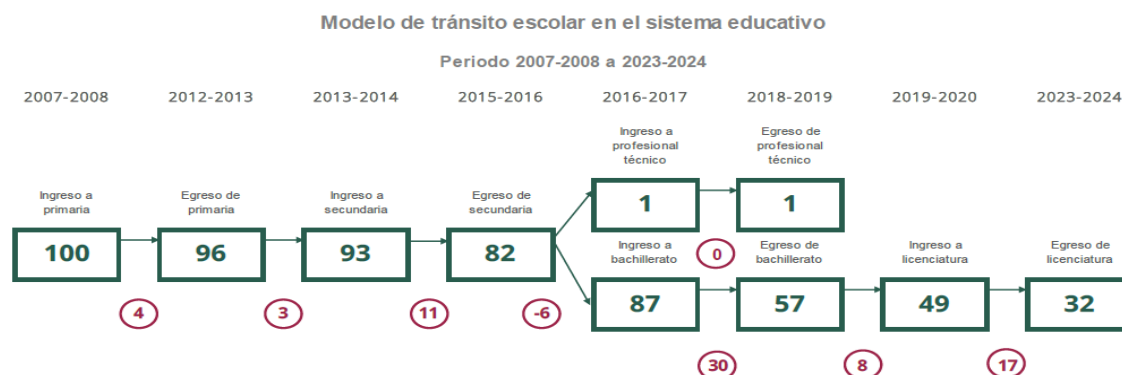 Modelo de tránsito escolar en el sistema educativo
Periodo 2007-2008 a 2023-2024
2007-2008
2012-2013
2013-2014
2015-2016
2016-2017
2018-2019
2019-2020
2023-2024
Ingreso a
profesional
técnico
Egreso de
profesional
técnico
1
1
0
Ingreso a
primaria
Egreso de
primaria
Ingreso a
secundaria
Egreso de
secundaria
100
96
93
82
4
3
11
-6
Ingreso a
bachillerato
Egreso de
bachillerato
Ingreso a
licenciatura
Egreso de
licenciatura
87
57
49
32
30
8
17